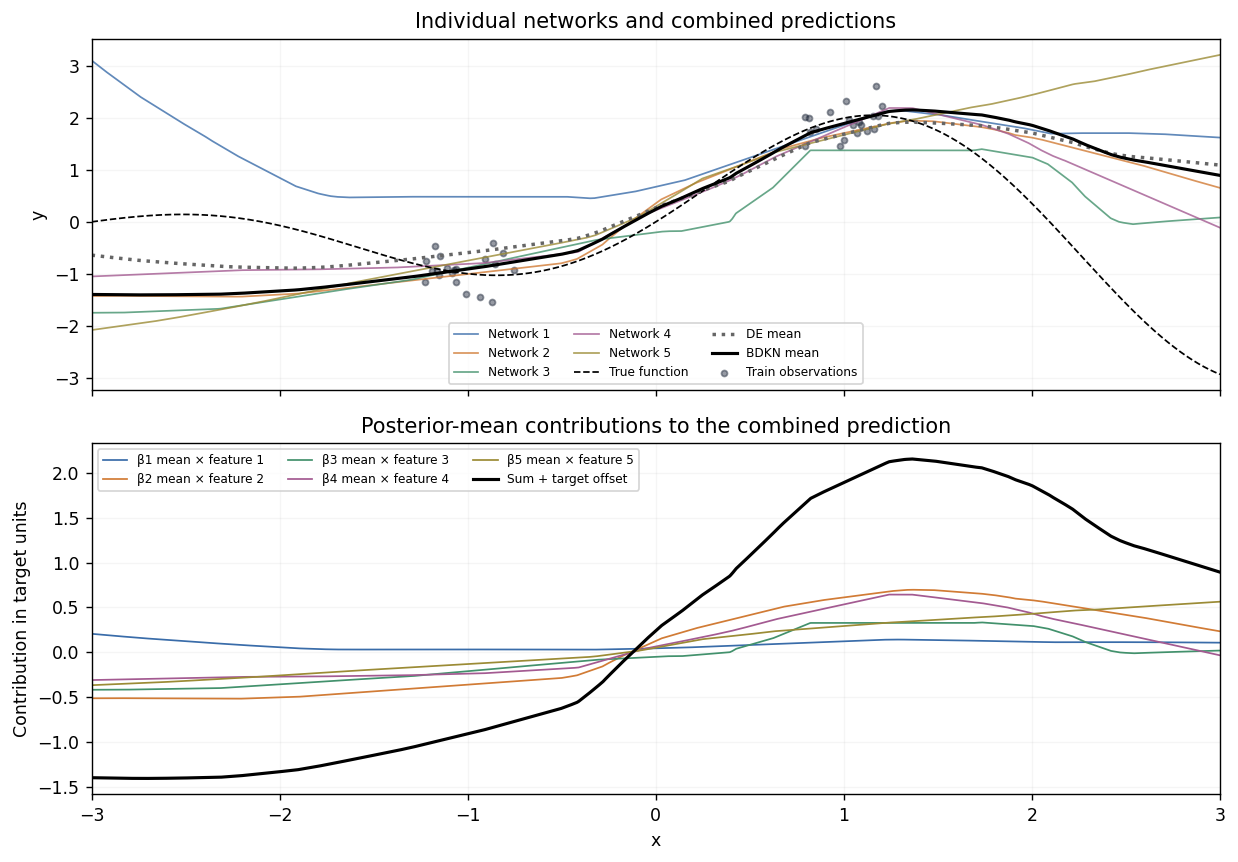 Individual networks and combined predictions
3
2
1
0
−1
−2
−3
y
Network 1
Network 2
Network 3
Network 4
Network 5
True function
DE mean
BDKN mean
Train observations
Posterior-mean contributions to the combined prediction
2.0
1.5
1.0
0.5
0.0
−0.5
−1.0
−1.5
Contribution in target units
β1 mean × feature 1
β2 mean × feature 2
β3 mean × feature 3
β4 mean × feature 4
β5 mean × feature 5
Sum + target offset
−3 −2 −1 0 1 2 3
x